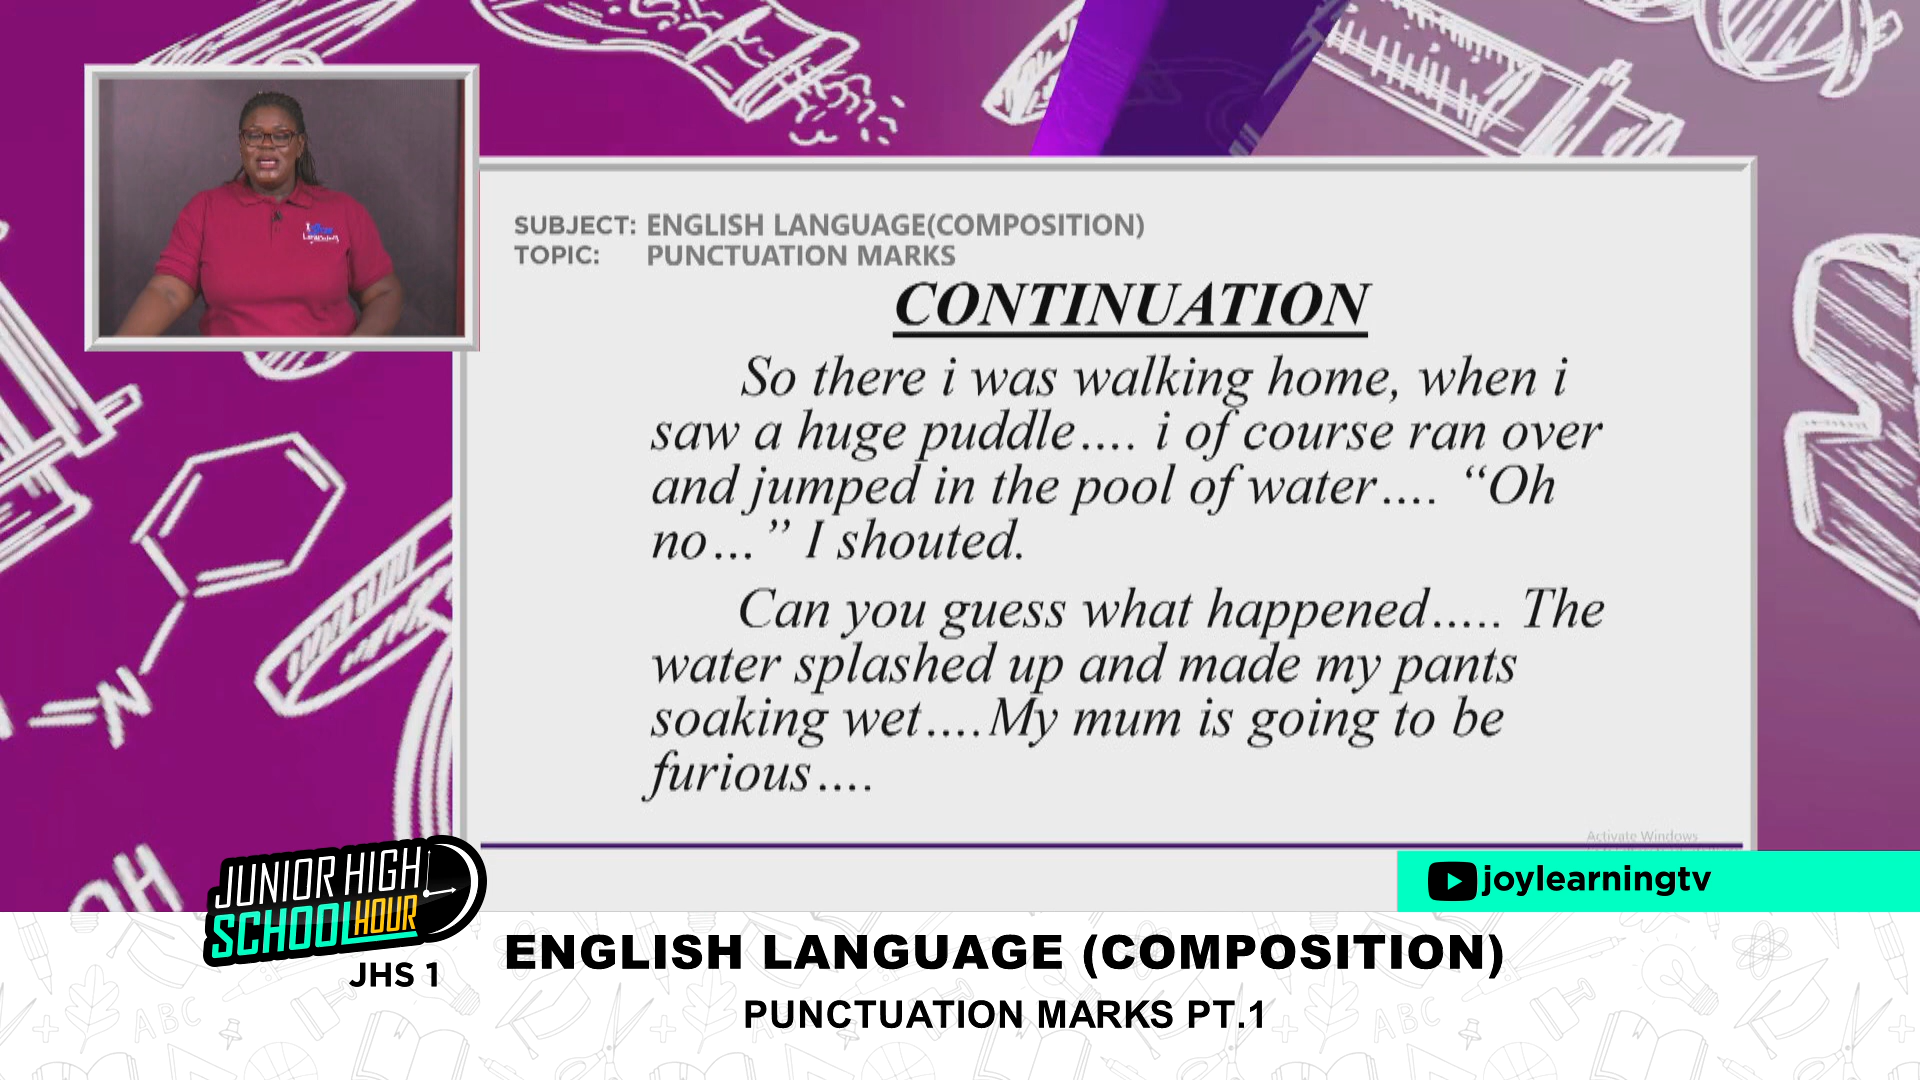 SUBJECT: ENGLISH LANGUAGE(COMPOSITION)
TOPIC: PUNCTUATION MARKS
CONTINUATION
So there i was walking home, when i
saw a huge puddle.... i of course ran over
and jumped in the pool of water.... “Oh
no...” I shouted.
Can you guess what happened..... The
water splashed up and made my pants
soaking wet....My mum is going to be
furious....
Activate Windows
joylearningtv
JUNIOR HIGH
SCHOOL HOUR
JHS 1
ENGLISH LANGUAGE (COMPOSITION)
PUNCTUATION MARKS PT.1
=N
OH
ABC
ABC